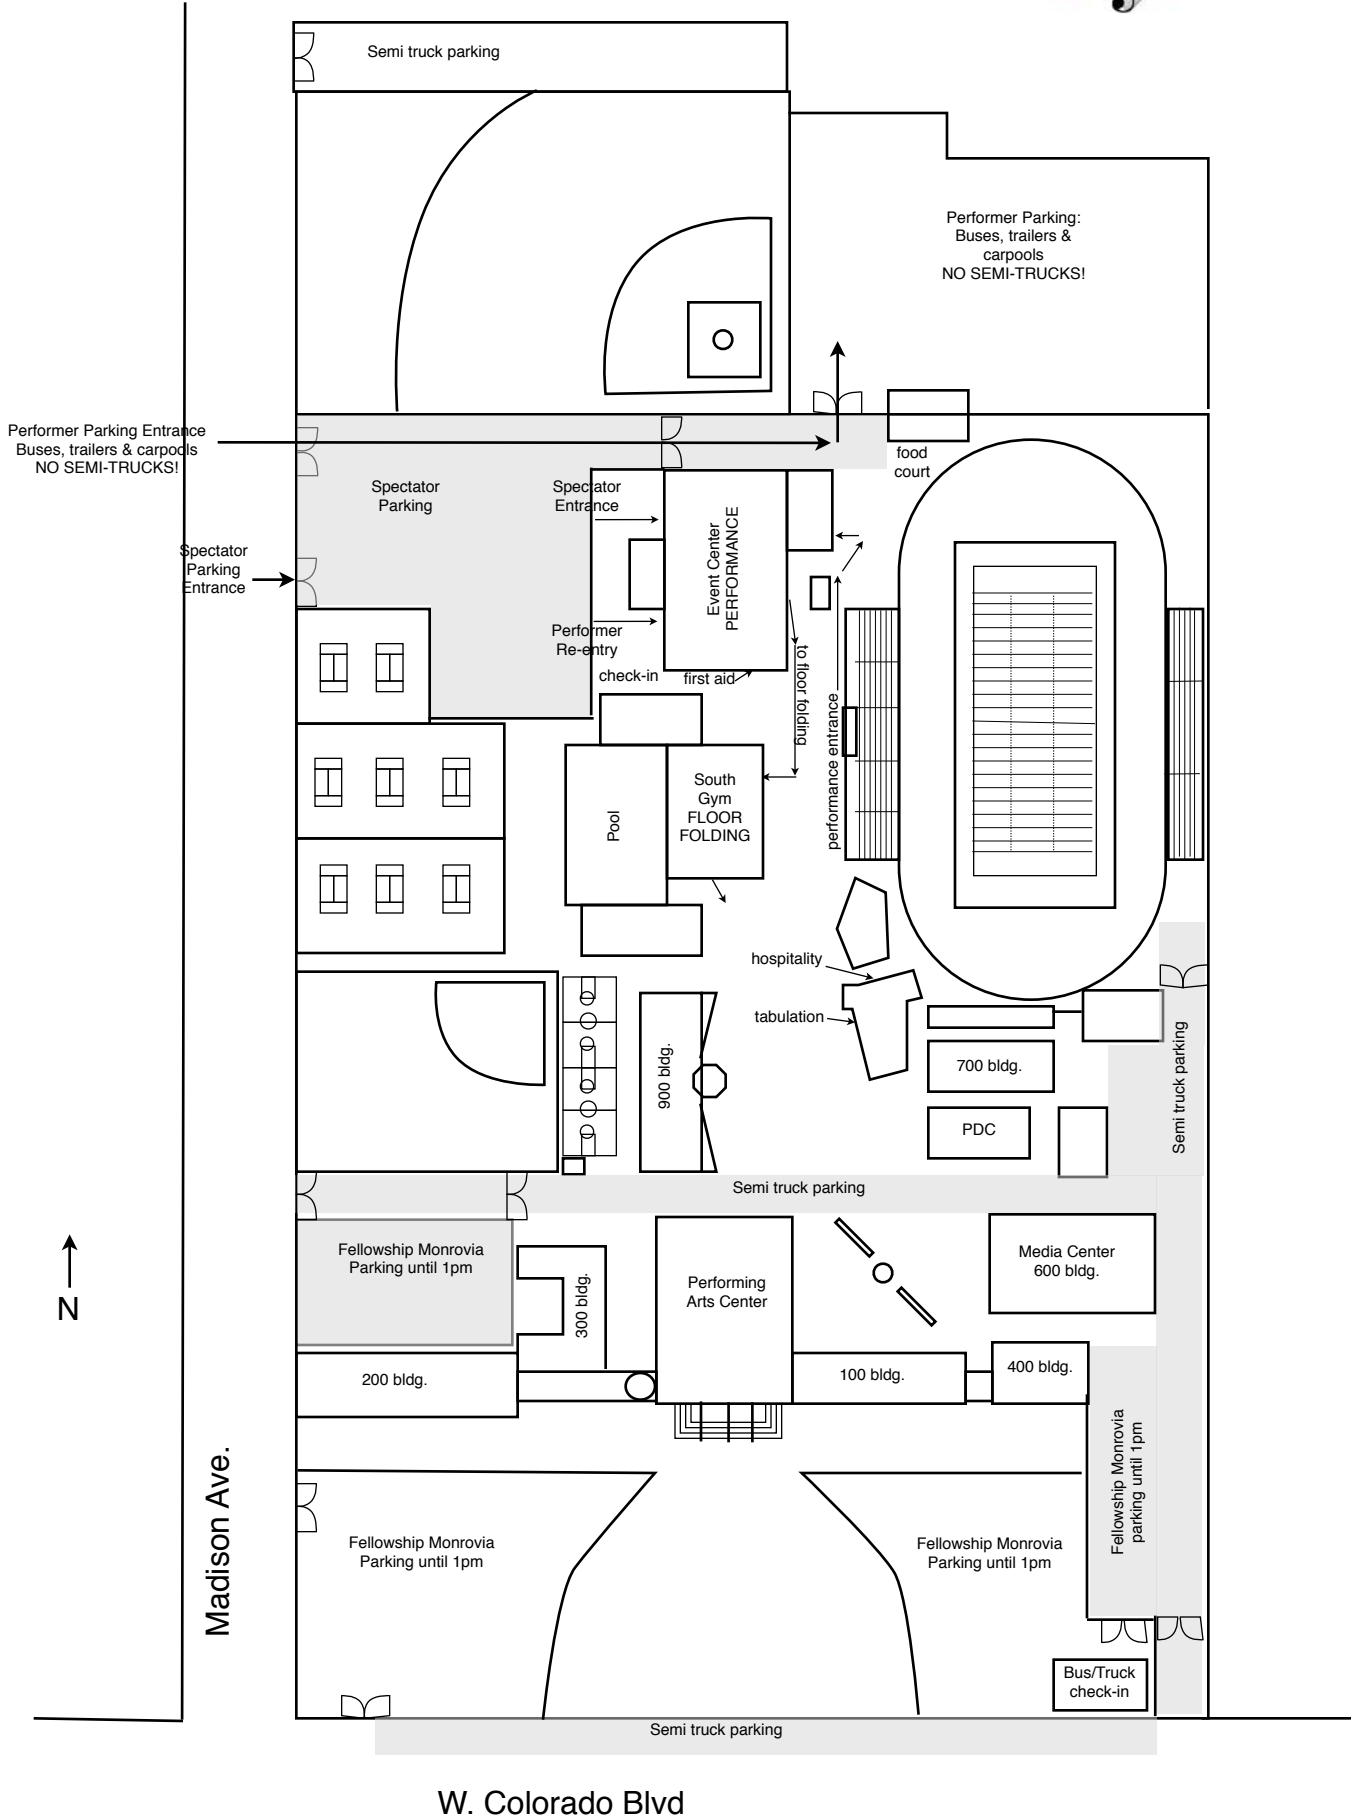 Semi truck parking
Performer Parking:
Buses, trailers &
carpools
NO SEMI-TRUCKS!
Performer Parking Entrance
Buses, trailers & carpools
NO SEMI-TRUCKS!
food
court
Spectator
Parking
Spectator
Entrance
Event Center
PERFORMANCE
Spectator
Parking
Entrance
Performer
Re-entry
check-in
first aid
to floor folding
performance entrance
Pool
South
Gym
FLOOR
FOLDING
hospitality
tabulation
900 bldg.
700 bldg.
PDC
Semi truck parking
Semi truck parking
Fellowship Monrovia
Parking until 1pm
300 bldg.
Performing
Arts Center
Media Center
600 bldg.
N
200 bldg.
100 bldg.
400 bldg.
Madison Ave.
Fellowship Monrovia
parking until 1pm
Fellowship Monrovia
Parking until 1pm
Fellowship Monrovia
Parking until 1pm
Bus/Truck
check-in
Semi truck parking
W. Colorado Blvd